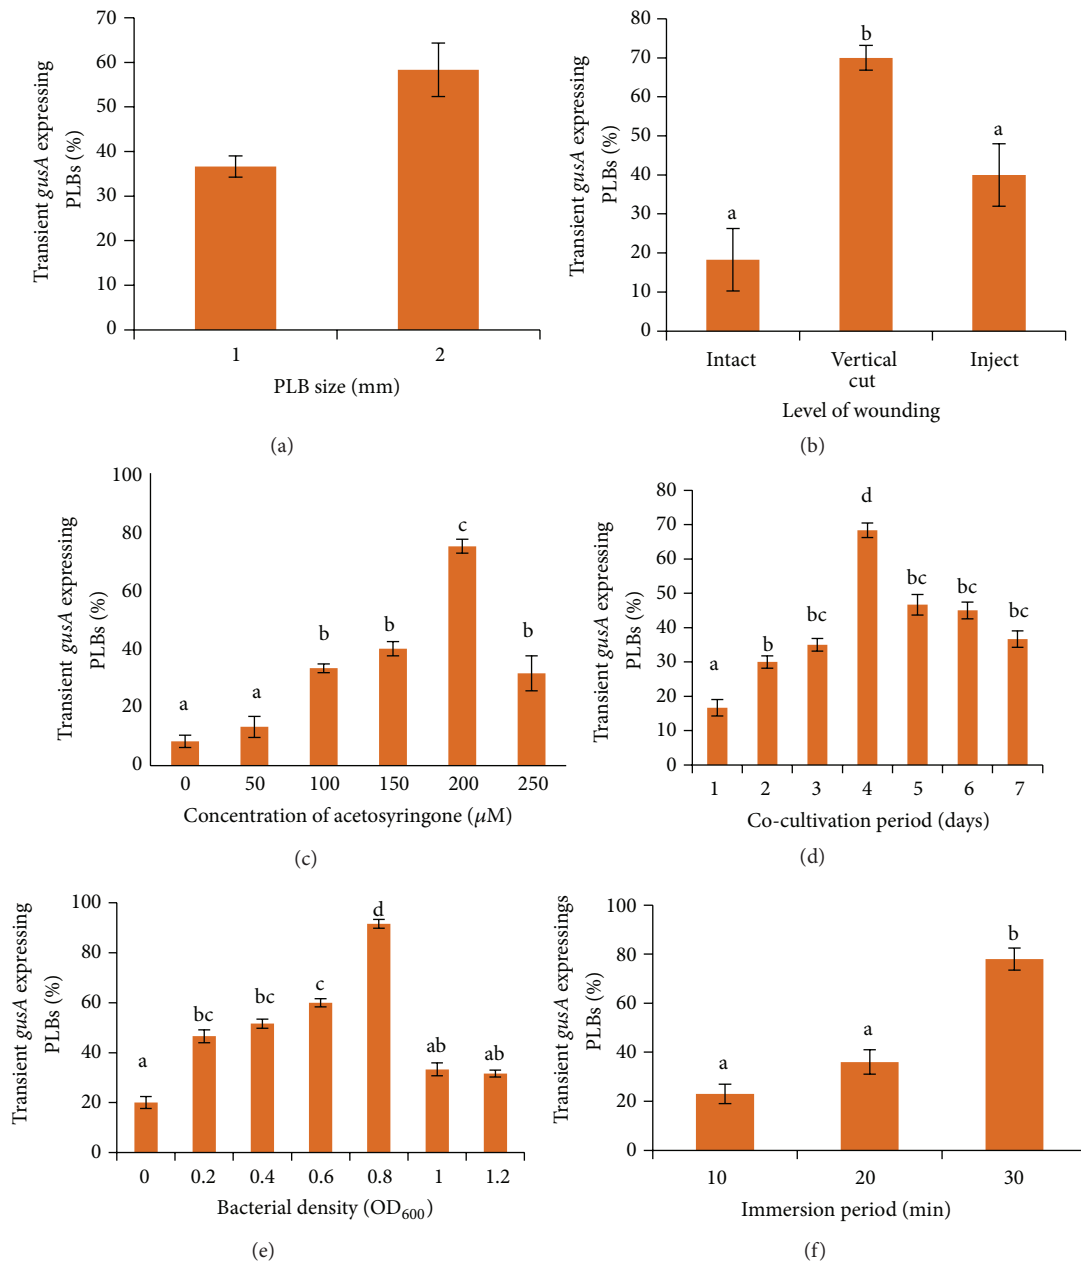 Transient gusA expressing
PLBs (%)
70
60
50
40
30
20
10
0
1
2
PLB size (mm)
(a)
Transient gusA expressing
PLBs (%)
80
70
60
50
40
30
20
10
0
a
b
a
Intact
Vertical
cut
Inject
Level of wounding
(b)
Transient gusA expressing
PLBs (%)
100
80
60
40
20
0
a
a
b
b
c
b
0 50 100 150 200 250
Concentration of acetosyringone (μM)
(c)
Transient gusA expressing
PLBs (%)
80
70
60
50
40
30
20
10
0
a
b
bc
d
bc
bc
bc
1 2 3 4 5 6 7
Co-cultivation period (days)
(d)
Transient gusA expressing
PLBs (%)
100
80
60
40
20
0
a
bc
bc
c
d
ab
ab
0 0.2 0.4 0.6 0.8 1 1.2
Bacterial density (OD600)
(e)
Transient gusA expressings
PLBs (%)
100
80
60
40
20
0
a
a
b
10 20 30
Immersion period (min)
(f)